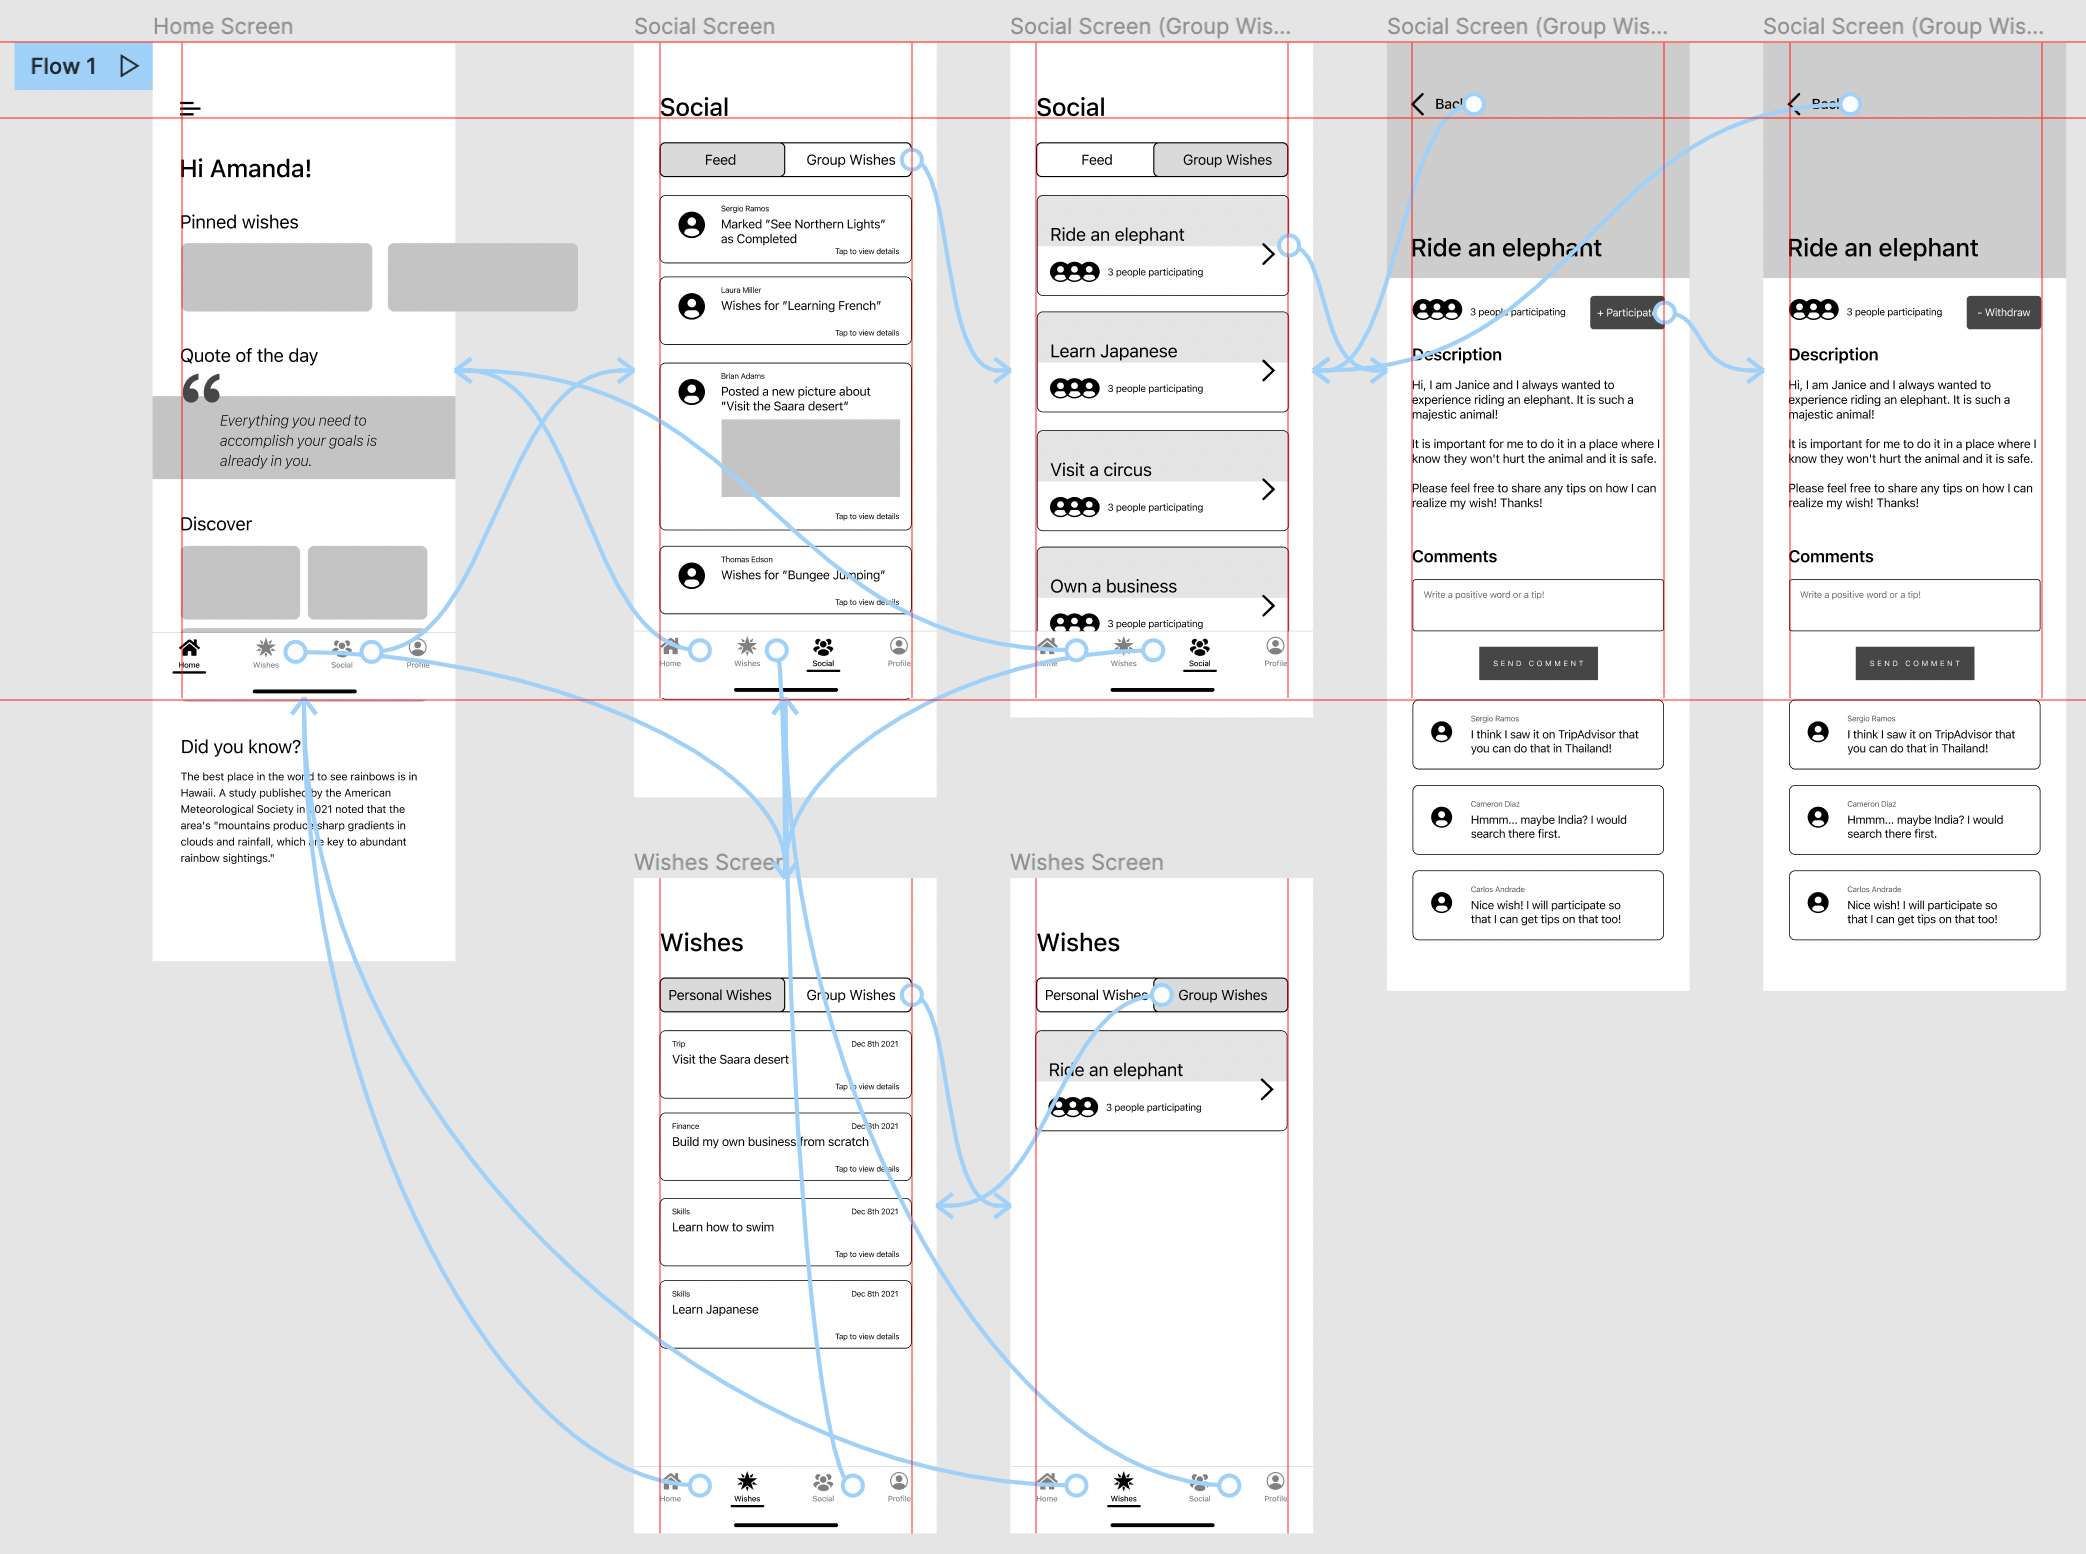 Home Screen
Flow 1
Hi Amanda!
Pinned wishes
Quote of the day
“
Everything you need to
accomplish your goals is
already in you.
Discover
Home
Wishes
Social
Profile
Did you know?
The best place in the world to see rainbows is in
Hawaii. A study published by the American
Meteorological Society in 2021 noted that the
area's "mountains produce sharp gradients in
clouds and rainfall, which are key to abundant
rainbow sightings."
Social Screen
Social
Feed
Group Wishes
Sergio Ramos
Marked “See Northern Lights”
as Completed
Tap to view details
Laura Miller
Wishes for “Learning French”
Tap to view details
Brian Adams
Posted a new picture about
“Visit the Saara desert”
Tap to view details
Thomas Edson
Wishes for “Bungee Jumping”
Tap to view details
Home
Wishes
Social
Profile
Social Screen (Group Wis...
Social
Feed
Group Wishes
Ride an elephant
3 people participating
Learn Japanese
3 people participating
Visit a circus
3 people participating
Own a business
3 people participating
Home
Wishes
Social
Profile
Social Screen (Group Wis...
Back
Ride an elephant
3 people participating
+ Participate
Description
Hi, I am Janice and I always wanted to
experience riding an elephant. It is such a
majestic animal!
It is important for me to do it in a place where I
know they won't hurt the animal and it is safe.
Please feel free to share any tips on how I can
realize my wish! Thanks!
Comments
Write a positive word or a tip!
SEND COMMENT
Sergio Ramos
I think I saw it on TripAdvisor that
you can do that in Thailand!
Cameron Diaz
Hmmm... maybe India? I would
search there first.
Carlos Andrade
Nice wish! I will participate so
that I can get tips on that too!
Social Screen (Group Wis...
Back
Ride an elephant
3 people participating
- Withdraw
Description
Hi, I am Janice and I always wanted to
experience riding an elephant. It is such a
majestic animal!
It is important for me to do it in a place where I
know they won't hurt the animal and it is safe.
Please feel free to share any tips on how I can
realize my wish! Thanks!
Comments
Write a positive word or a tip!
SEND COMMENT
Sergio Ramos
I think I saw it on TripAdvisor that
you can do that in Thailand!
Cameron Diaz
Hmmm... maybe India? I would
search there first.
Carlos Andrade
Nice wish! I will participate so
that I can get tips on that too!
Wishes Screen
Wishes
Personal Wishes
Group Wishes
Trip
Dec 8th 2021
Visit the Saara desert
Tap to view details
Finance
Dec 8th 2021
Build my own business from scratch
Tap to view details
Skills
Dec 8th 2021
Learn how to swim
Tap to view details
Skills
Dec 8th 2021
Learn Japanese
Tap to view details
Home
Wishes
Social
Profile
Wishes Screen
Wishes
Personal Wishes
Group Wishes
Ride an elephant
3 people participating
Home
Wishes
Social
Profile